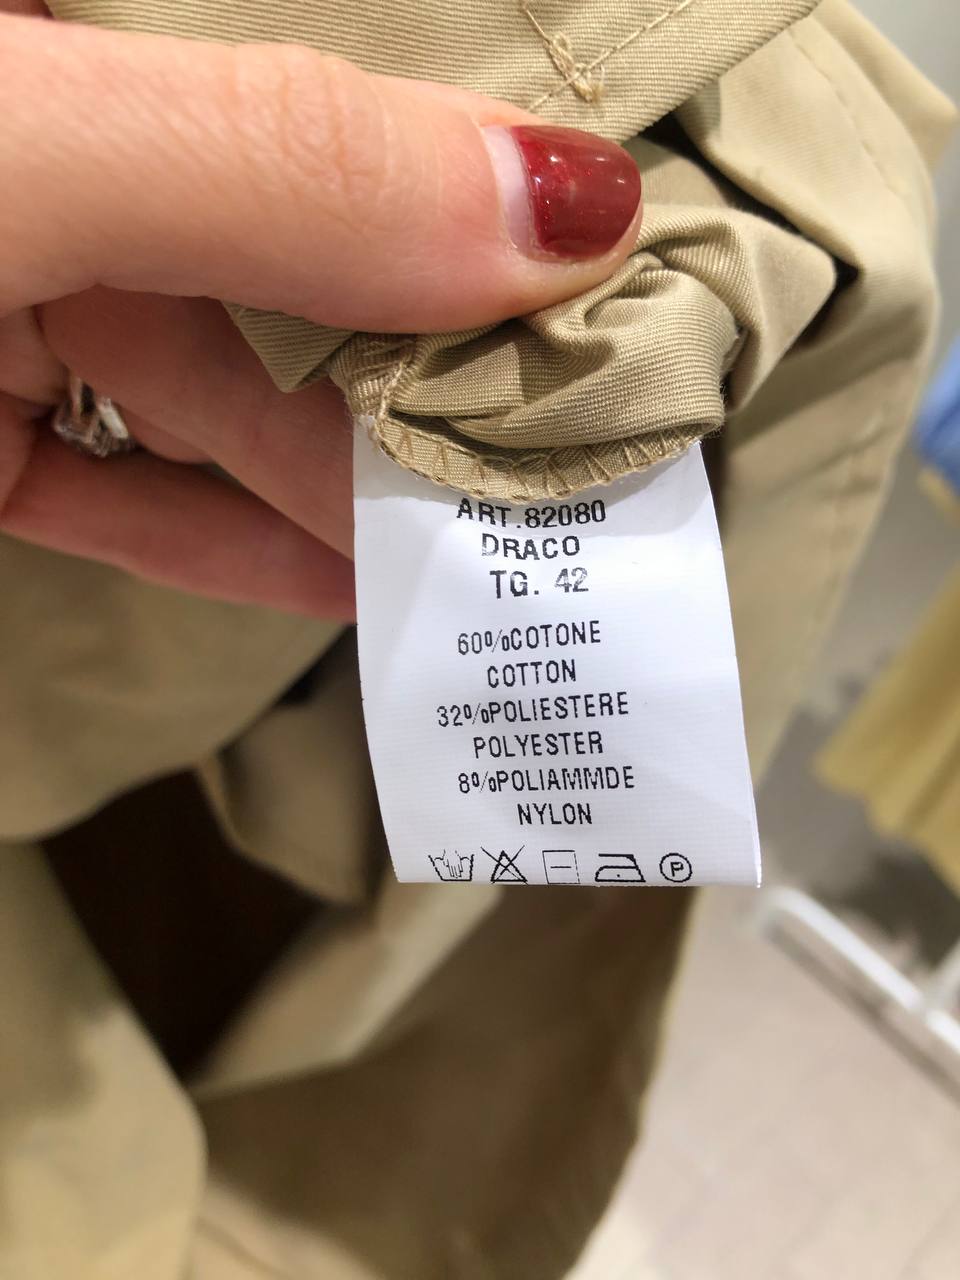 ART.82080
DRACO
TG. 42
60%COTONE
COTTON
32%POLIESTERE
POLYESTER
8%POLIAMMDE
NYLON
P